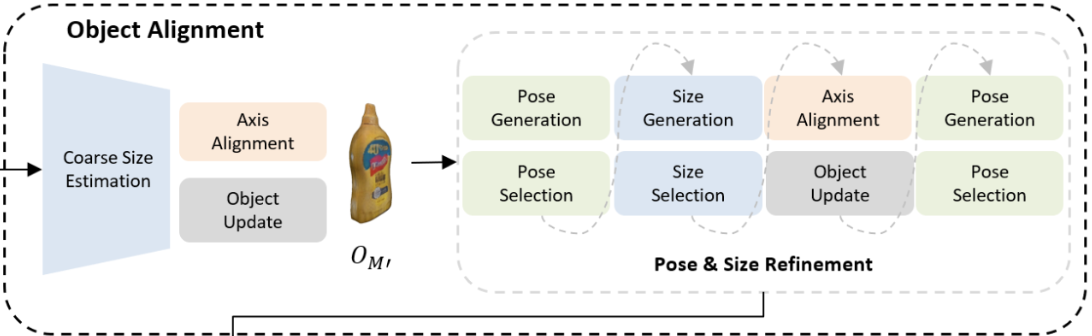 Object Alignment
Coarse Size
Estimation
Axis
Alignment
Object
Update
O_{M'}
Pose
Generation
Size
Generation
Axis
Alignment
Pose
Generation
Pose
Selection
Size
Selection
Object
Update
Pose
Selection
Pose & Size Refinement